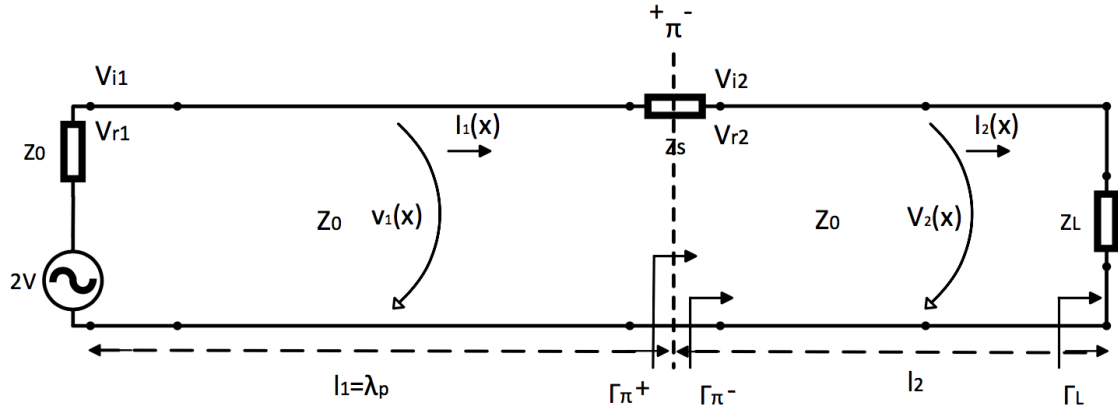 + π -
Vi1
Vi2
Vr1
I1(x)
Vr2
I2(x)
Z0
zs
Z0
v1(x)
Z0
V2(x)
ZL
2V
l1=λp
Γπ+
Γπ-
l2
ΓL